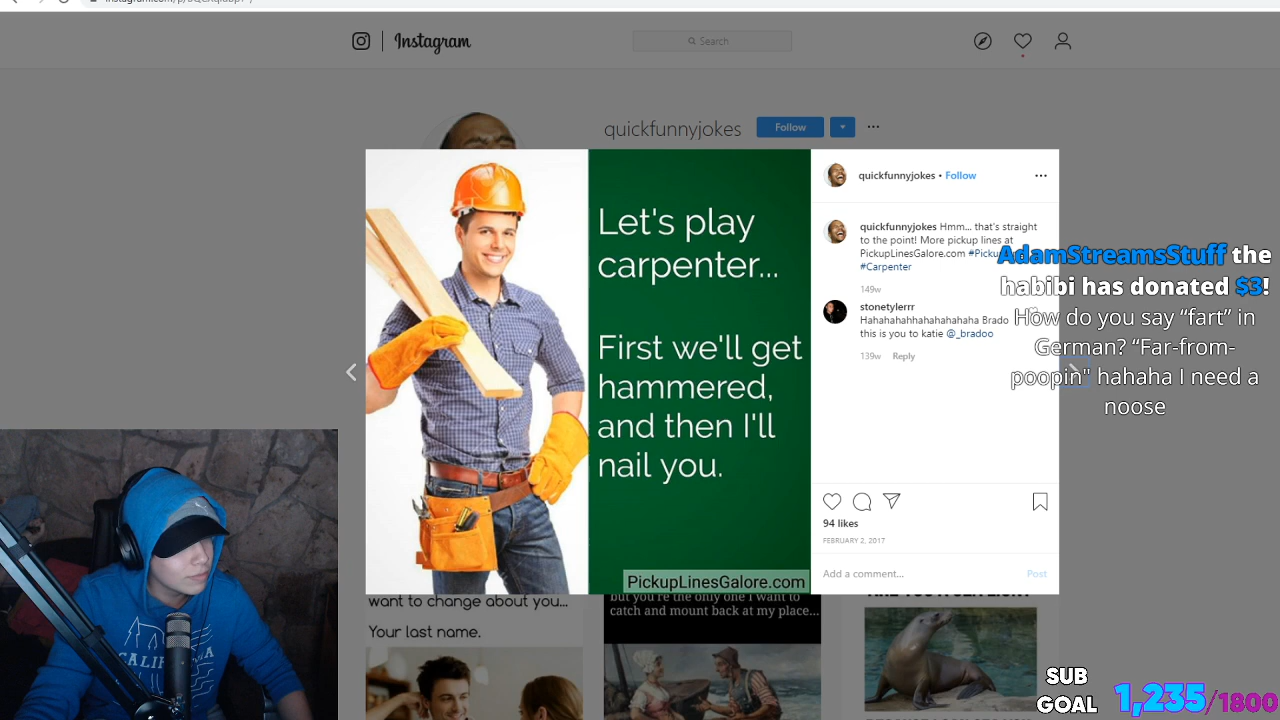 Instagram
Search
quickfunnyjokes
Follow
Let's play
carpenter...
First we'll get
hammered,
and then I'll
nail you.
PickupLinesGalore.com
quickfunnyjokes • Follow
quickfunnyjokes Hmm... that's straight
to the point! More pickup lines at
PickupLinesGalore.com
#Carpenter
149w
stonetylerrr
Hahahahahhahahahahaha Brado
this is you to katie @_bradoo
139w Reply
94 likes
FEBRUARY 2, 2017
Add a comment...
Post
AdamStreamsStuff the
habibi has donated $3!
How do you say “fart” in
German? “Far-from-
poopin" hahaha I need a
noose
want to change about you...
Your last name.
but you're the only one I want to
catch and mount back at my place...
CALIFORNIA
SUB
GOAL 1,235/1800